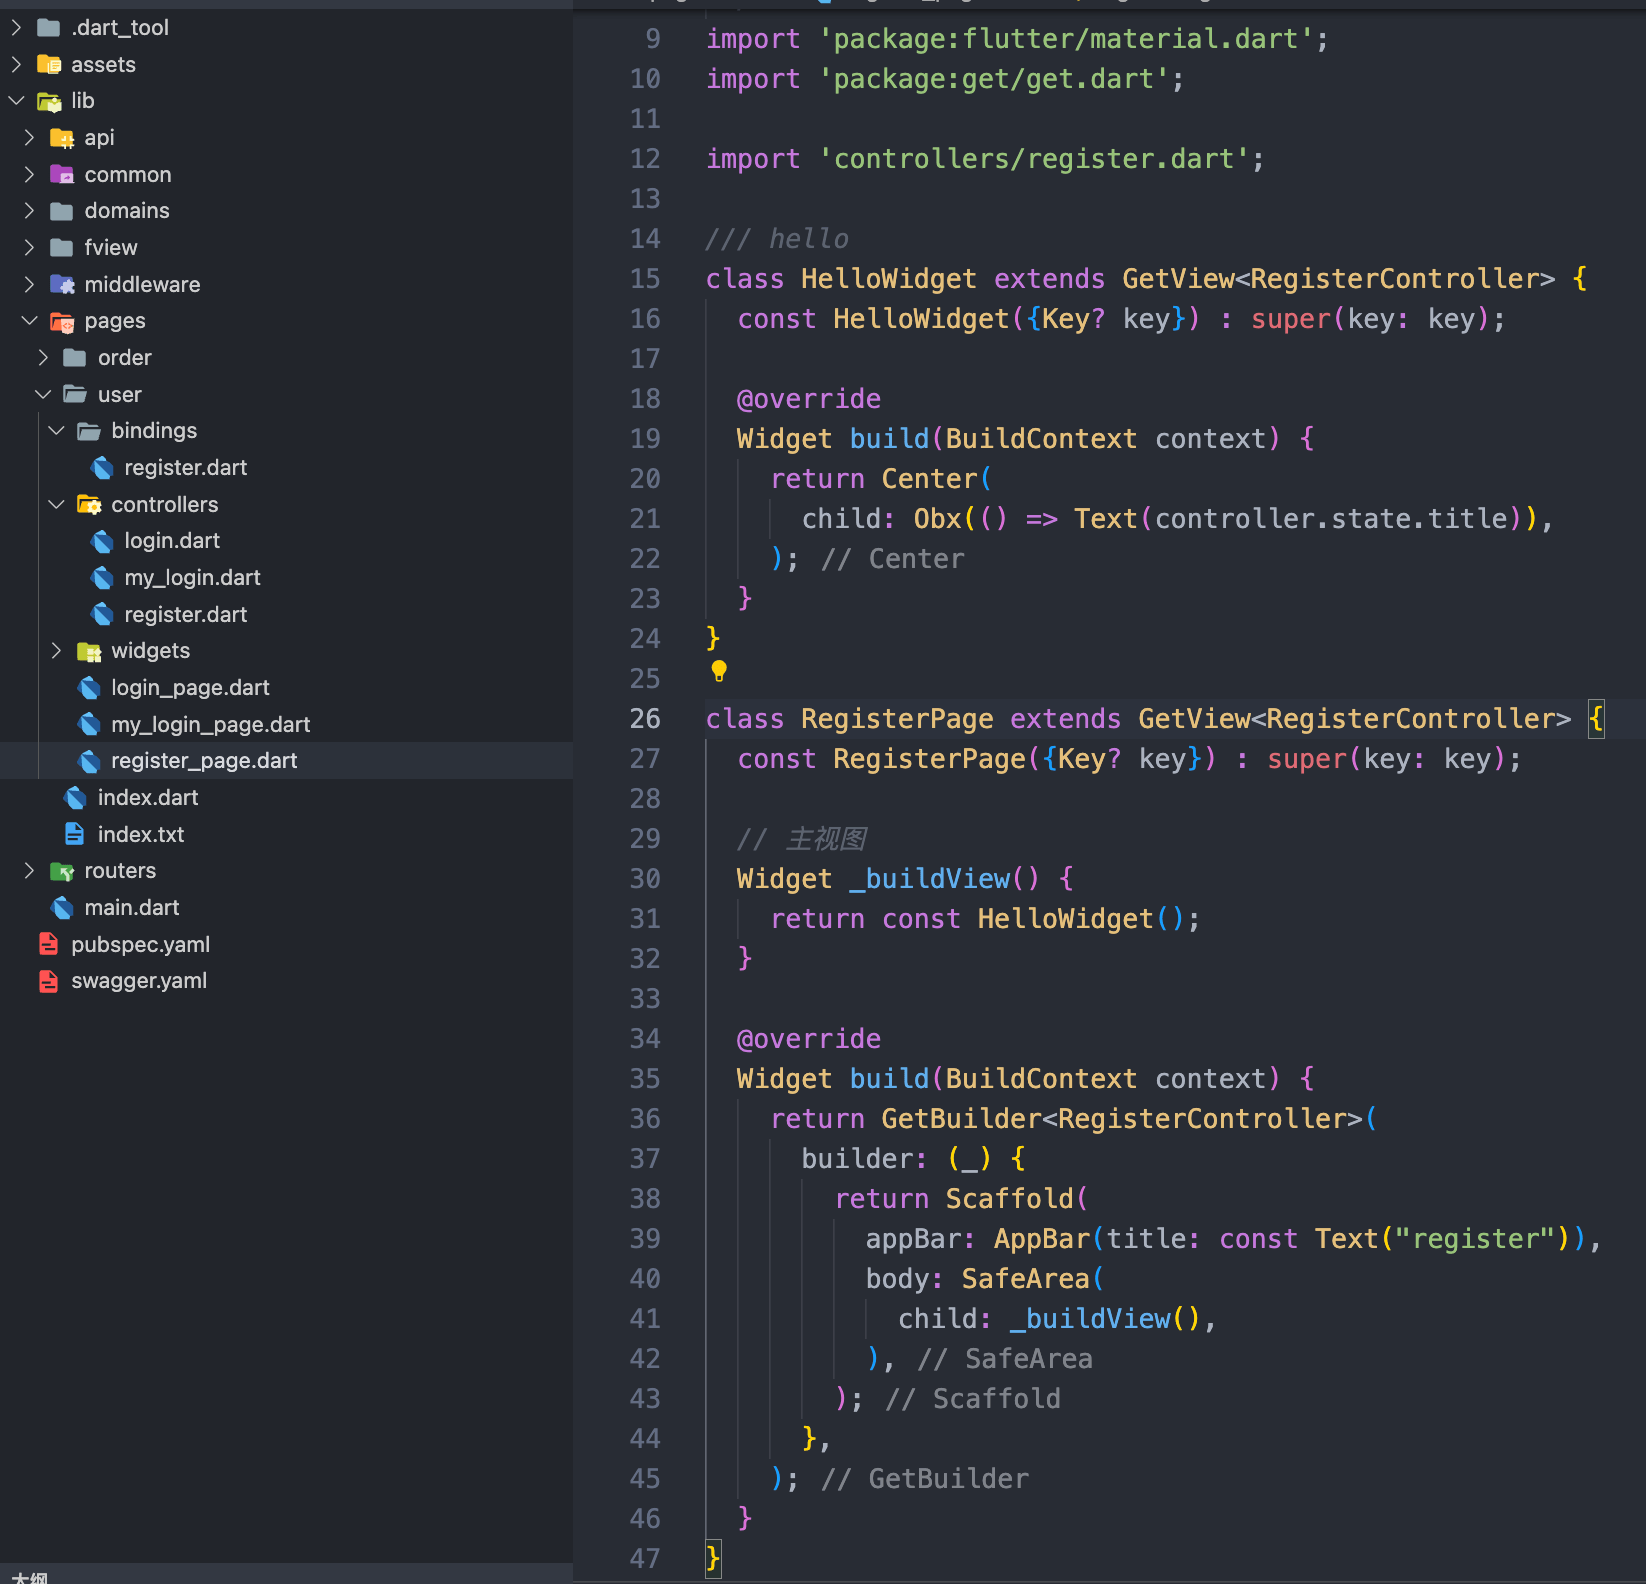 .dart_tool
assets
lib
api
common
domains
fview
middleware
pages
order
user
bindings
register.dart
controllers
login.dart
my_login.dart
register.dart
widgets
login_page.dart
my_login_page.dart
register_page.dart
index.dart
index.txt
routers
main.dart
pubspec.yaml
swagger.yaml
大纲
9 import 'package:flutter/material.dart';
10 import 'package:get/get.dart';
11
12 import 'controllers/register.dart';
13
14 /// hello
15 class HelloWidget extends GetView<RegisterController> {
16 const HelloWidget({Key? key}) : super(key: key);
17
18 @override
19 Widget build(BuildContext context) {
20 return Center(
21 child: Obx(() => Text(controller.state.title)),
22 ); // Center
23 }
24 }
25
26 class RegisterPage extends GetView<RegisterController> {
27 const RegisterPage({Key? key}) : super(key: key);
28
29 // 主视图
30 Widget _buildView() {
31 return const HelloWidget();
32 }
33
34 @override
35 Widget build(BuildContext context) {
36 return GetBuilder<RegisterController>(
37 builder: (_) {
38 return Scaffold(
39 appBar: AppBar(title: const Text("register")),
40 body: SafeArea(
41 child: _buildView(),
42 ), // SafeArea
43 ); // Scaffold
44 },
45 ); // GetBuilder
46 }
47 }